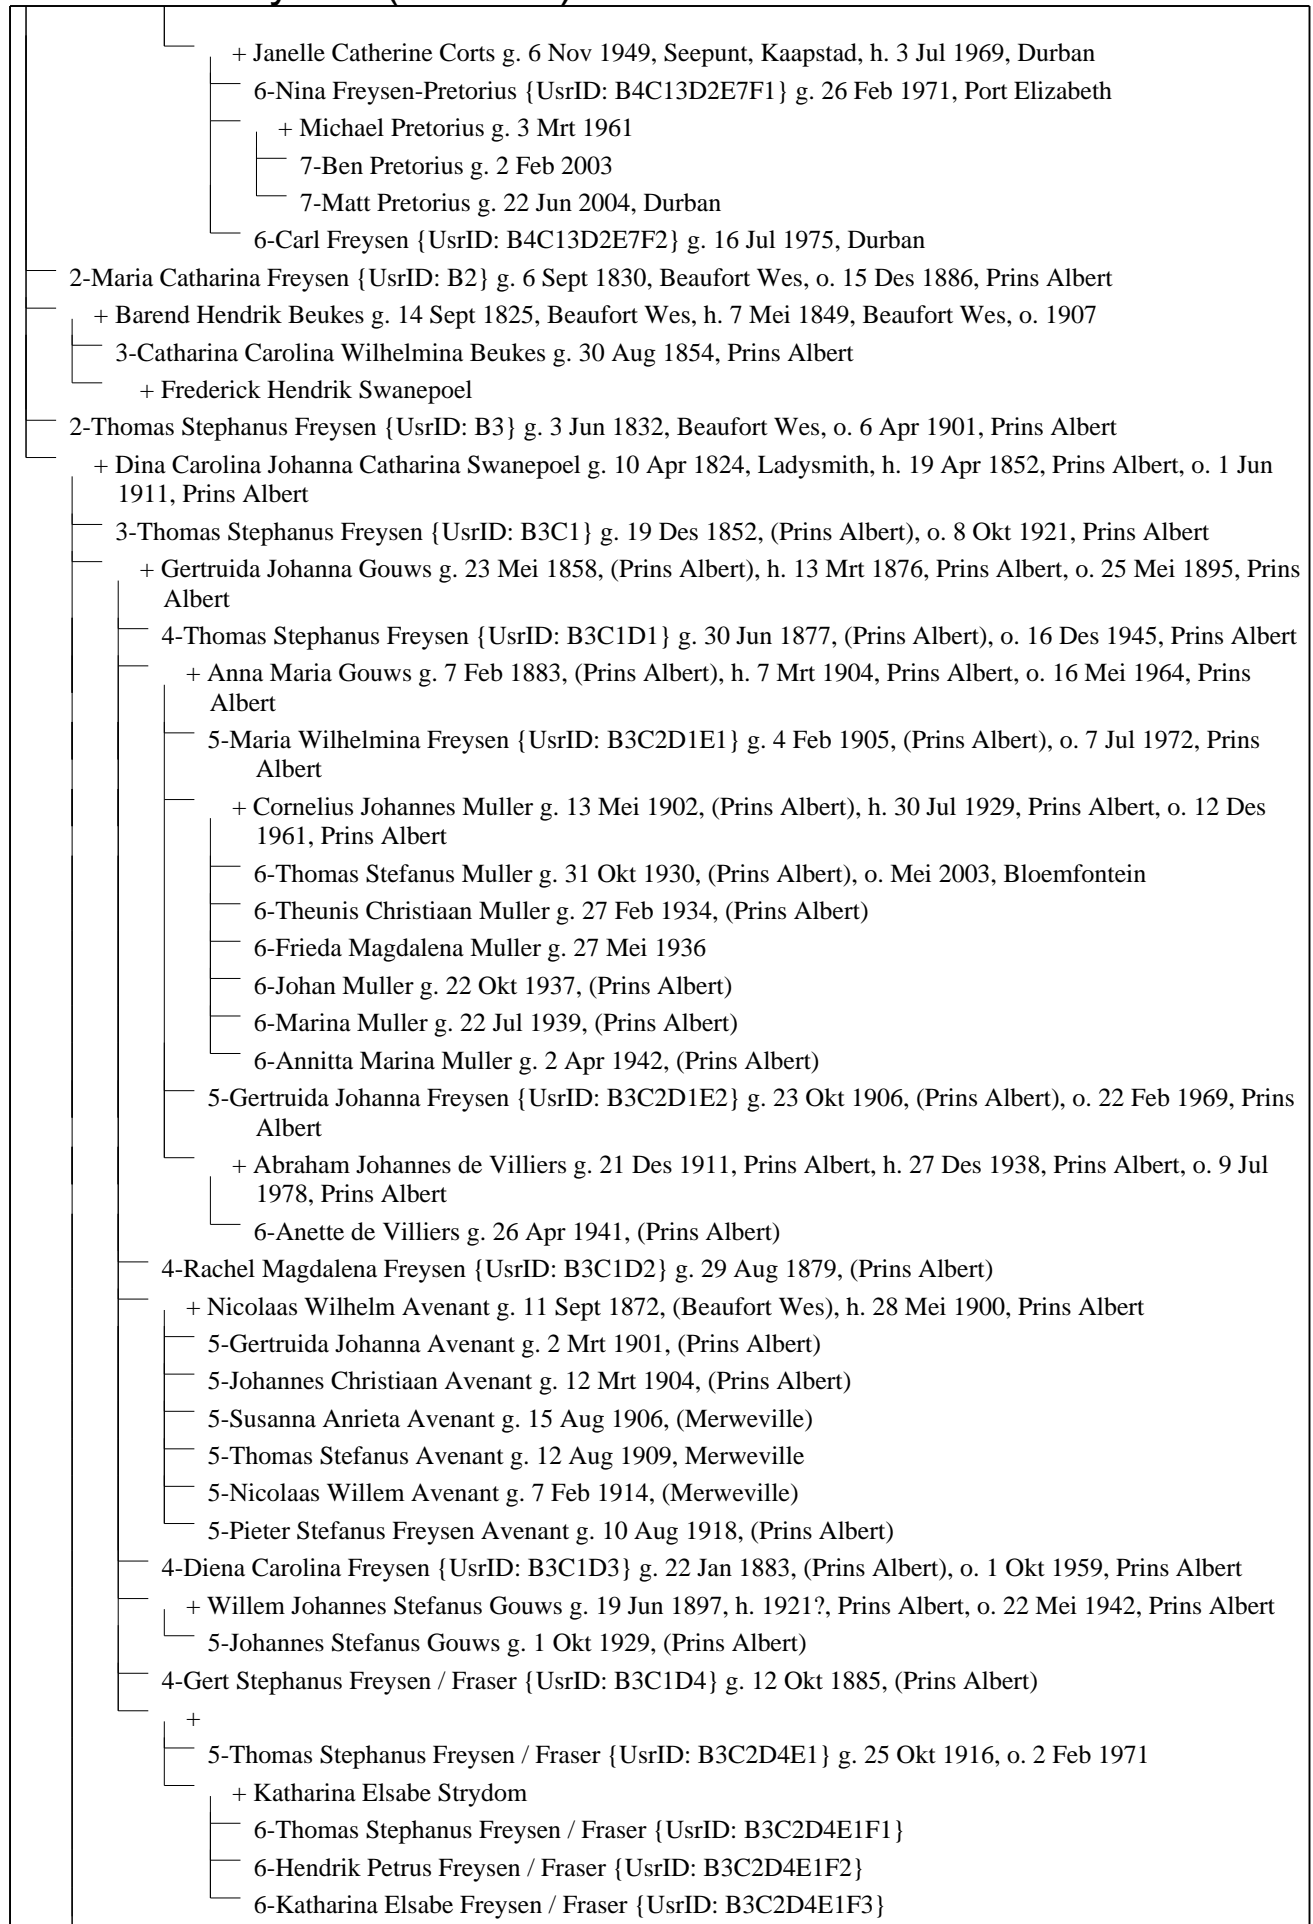 + Janelle Catherine Corts g. 6 Nov 1949, Seepunt, Kaapstad, h. 3 Jul 1969, Durban
6-Nina Freysen-Pretorius {UsrID: B4C13D2E7F1} g. 26 Feb 1971, Port Elizabeth
+ Michael Pretorius g. 3 Mrt 1961
7-Ben Pretorius g. 2 Feb 2003
7-Matt Pretorius g. 22 Jun 2004, Durban
6-Carl Freysen {UsrID: B4C13D2E7F2} g. 16 Jul 1975, Durban
2-Maria Catharina Freysen {UsrID: B2} g. 6 Sept 1830, Beaufort Wes, o. 15 Des 1886, Prins Albert
+ Barend Hendrik Beukes g. 14 Sept 1825, Beaufort Wes, h. 7 Mei 1849, Beaufort Wes, o. 1907
3-Catharina Carolina Wilhelmina Beukes g. 30 Aug 1854, Prins Albert
+ Frederick Hendrik Swanepoel
2-Thomas Stephanus Freysen {UsrID: B3} g. 3 Jun 1832, Beaufort Wes, o. 6 Apr 1901, Prins Albert
+ Dina Carolina Johanna Catharina Swanepoel g. 10 Apr 1824, Ladysmith, h. 19 Apr 1852, Prins Albert, o. 1 Jun
1911, Prins Albert
3-Thomas Stephanus Freysen {UsrID: B3C1} g. 19 Des 1852, (Prins Albert), o. 8 Okt 1921, Prins Albert
+ Gertruida Johanna Gouws g. 23 Mei 1858, (Prins Albert), h. 13 Mrt 1876, Prins Albert, o. 25 Mei 1895, Prins
Albert
4-Thomas Stephanus Freysen {UsrID: B3C1D1} g. 30 Jun 1877, (Prins Albert), o. 16 Des 1945, Prins Albert
+ Anna Maria Gouws g. 7 Feb 1883, (Prins Albert), h. 7 Mrt 1904, Prins Albert, o. 16 Mei 1964, Prins
Albert
5-Maria Wilhelmina Freysen {UsrID: B3C2D1E1} g. 4 Feb 1905, (Prins Albert), o. 7 Jul 1972, Prins
Albert
+ Cornelius Johannes Muller g. 13 Mei 1902, (Prins Albert), h. 30 Jul 1929, Prins Albert, o. 12 Des
1961, Prins Albert
6-Thomas Stefanus Muller g. 31 Okt 1930, (Prins Albert), o. Mei 2003, Bloemfontein
6-Theunis Christiaan Muller g. 27 Feb 1934, (Prins Albert)
6-Frieda Magdalena Muller g. 27 Mei 1936
6-Johan Muller g. 22 Okt 1937, (Prins Albert)
6-Marina Muller g. 22 Jul 1939, (Prins Albert)
6-Annitta Marina Muller g. 2 Apr 1942, (Prins Albert)
5-Gertruida Johanna Freysen {UsrID: B3C2D1E2} g. 23 Okt 1906, (Prins Albert), o. 22 Feb 1969, Prins
Albert
+ Abraham Johannes de Villiers g. 21 Des 1911, Prins Albert, h. 27 Des 1938, Prins Albert, o. 9 Jul
1978, Prins Albert
6-Anette de Villiers g. 26 Apr 1941, (Prins Albert)
4-Rachel Magdalena Freysen {UsrID: B3C1D2} g. 29 Aug 1879, (Prins Albert)
+ Nicolaas Wilhelm Avenant g. 11 Sept 1872, (Beaufort Wes), h. 28 Mei 1900, Prins Albert
5-Gertruida Johanna Avenant g. 2 Mrt 1901, (Prins Albert)
5-Johannes Christiaan Avenant g. 12 Mrt 1904, (Prins Albert)
5-Susanna Anrieta Avenant g. 15 Aug 1906, (Merweville)
5-Thomas Stefanus Avenant g. 12 Aug 1909, Merweville
5-Nicolaas Willem Avenant g. 7 Feb 1914, (Merweville)
5-Pieter Stefanus Freysen Avenant g. 10 Aug 1918, (Prins Albert)
4-Diena Carolina Freysen {UsrID: B3C1D3} g. 22 Jan 1883, (Prins Albert), o. 1 Okt 1959, Prins Albert
+ Willem Johannes Stefanus Gouws g. 19 Jun 1897, h. 1921?, Prins Albert, o. 22 Mei 1942, Prins Albert
5-Johannes Stefanus Gouws g. 1 Okt 1929, (Prins Albert)
4-Gert Stephanus Freysen / Fraser {UsrID: B3C1D4} g. 12 Okt 1885, (Prins Albert)
+
5-Thomas Stephanus Freysen / Fraser {UsrID: B3C2D4E1} g. 25 Okt 1916, o. 2 Feb 1971
+ Katharina Elsabe Strydom
6-Thomas Stephanus Freysen / Fraser {UsrID: B3C2D4E1F1}
6-Hendrik Petrus Freysen / Fraser {UsrID: B3C2D4E1F2}
6-Katharina Elsabe Freysen / Fraser {UsrID: B3C2D4E1F3}